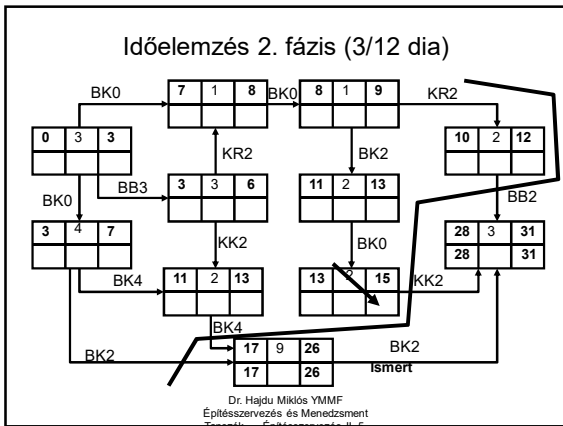 Időelemzés 2. fázis (3/12 dia)
BK0
7 1 8
BK0
8 1 9
KR2
0 3 3
10 2 12
KR2
BK2
BB3
3 3 6
11 2 13
BK0
BB2
3 4 7
KK2
BK0
28 3 31
28 31
BK4
11 2 13
13 15
KK2
BK4
BK2
17 9 26
17 26
BK2
Ismert
Dr. Hajdu Miklós YMMF
Építésszervezés és Menedzsment